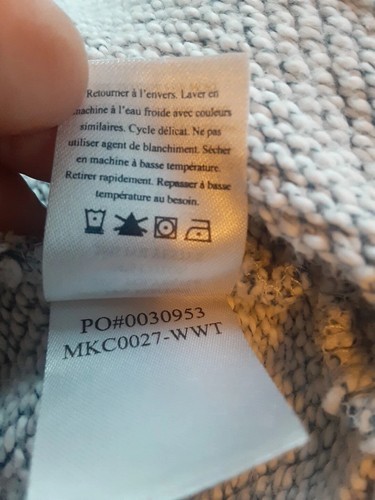 Retourner à l'envers. Laver en
machine à l'eau froide avec couleurs
similaires. Cycle délicat. Ne pas
utiliser agent de blanchiment. Sécher
en machine à basse température.
Retirer rapidement. Repasser à basse
température au besoin.
PO#0030953
MKC0027-WWT